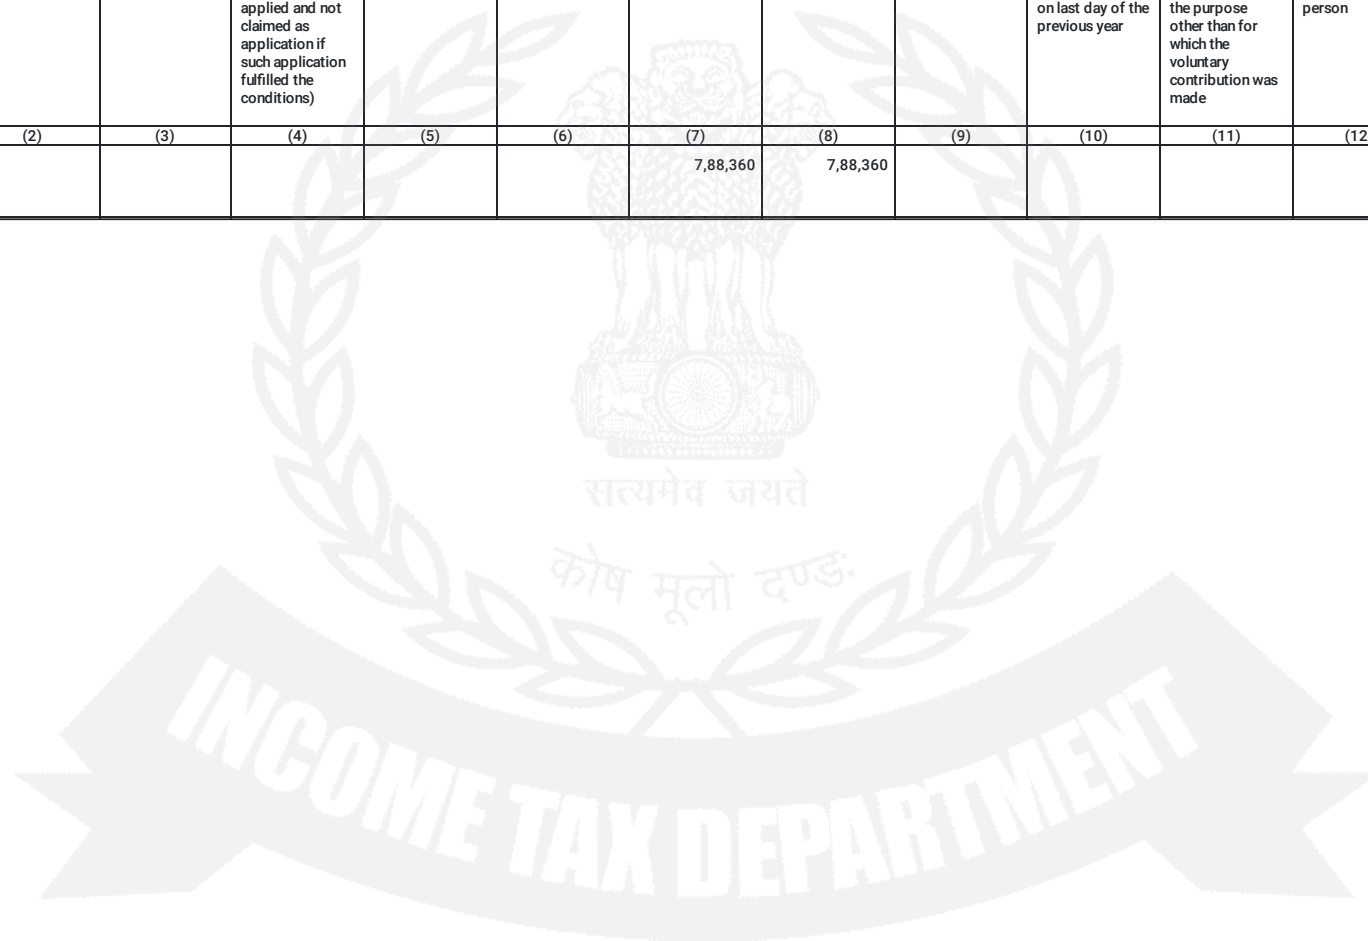 applied and not
claimed as
application if
such application
fulfilled the
conditions)
on last day of the
previous year
the purpose
other than for
which the
voluntary
contribution was
made
person
(2) (3) (4) (5) (6) (7) (8) (9) (10) (11) (12
7,88,360 7,88,360
सत्यमेव जयते
कोष मूलो दण्डः
INCOME TAX DEPARTMENT